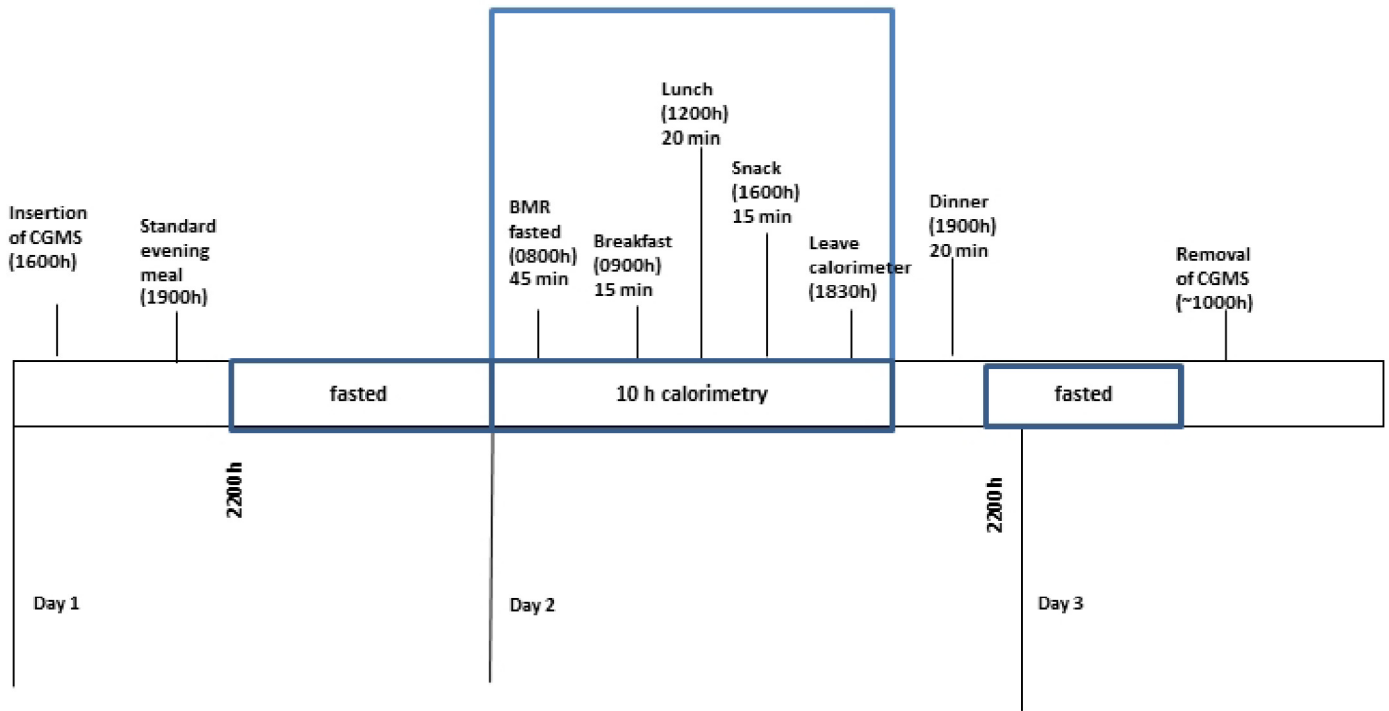 Insertion
of CGMS
(1600h)
Standard
evening
meal
(1900h)
BMR
fasted
(0800h)
45 min
Breakfast
(0900h)
15 min
Lunch
(1200h)
20 min
Snack
(1600h)
15 min
Leave
calorimeter
(1830h)
Dinner
(1900h)
20 min
Removal
of CGMS
(~1000h)
fasted
10 h calorimetry
fasted
2200h
2200h
Day 1
Day 2
Day 3